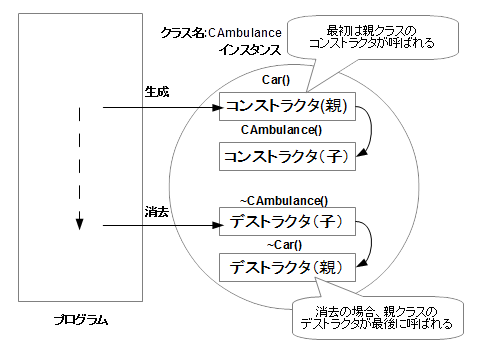 クラス名:CAmbulance
インスタンス
最初は親クラスの
コンストラクタが呼ばれる
Car()
生成
コンストラクタ(親)
CAmbulance()
コンストラクタ(子)
~CAmbulance()
消去
デストラクタ(子)
~Car()
デストラクタ(親)
消去の場合、親クラスの
デストラクタが最後に呼ばれる
プログラム